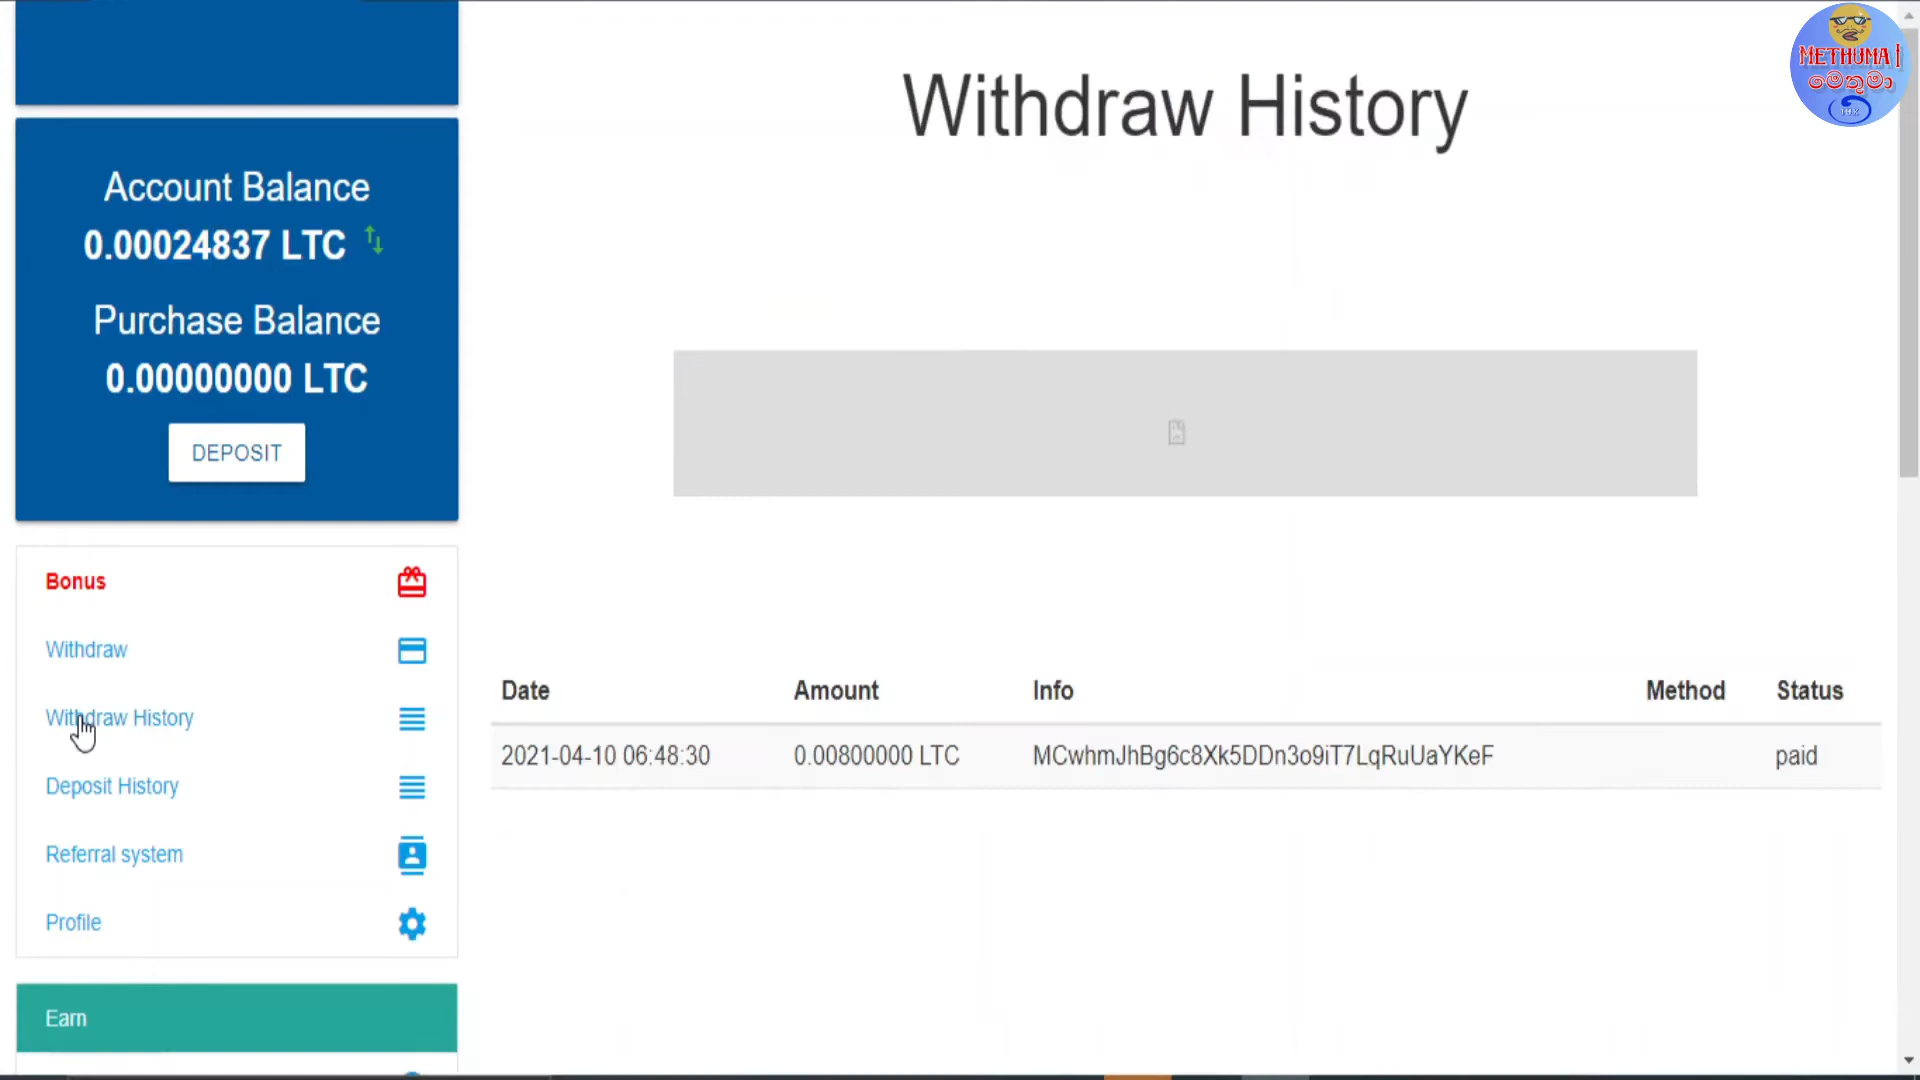 METHUMA
මෙතුමා
Withdraw History
Account Balance
0.00024837 LTC
Purchase Balance
0.00000000 LTC
DEPOSIT
Bonus
Withdraw
Withdraw History
Deposit History
Referral system
Profile
Earn
Date Amount Info Method Status
2021-04-10 06:48:30 0.00800000 LTC MCwhmJhBg6c8Xk5DDn3o9iT7LqRuUaYKeF paid